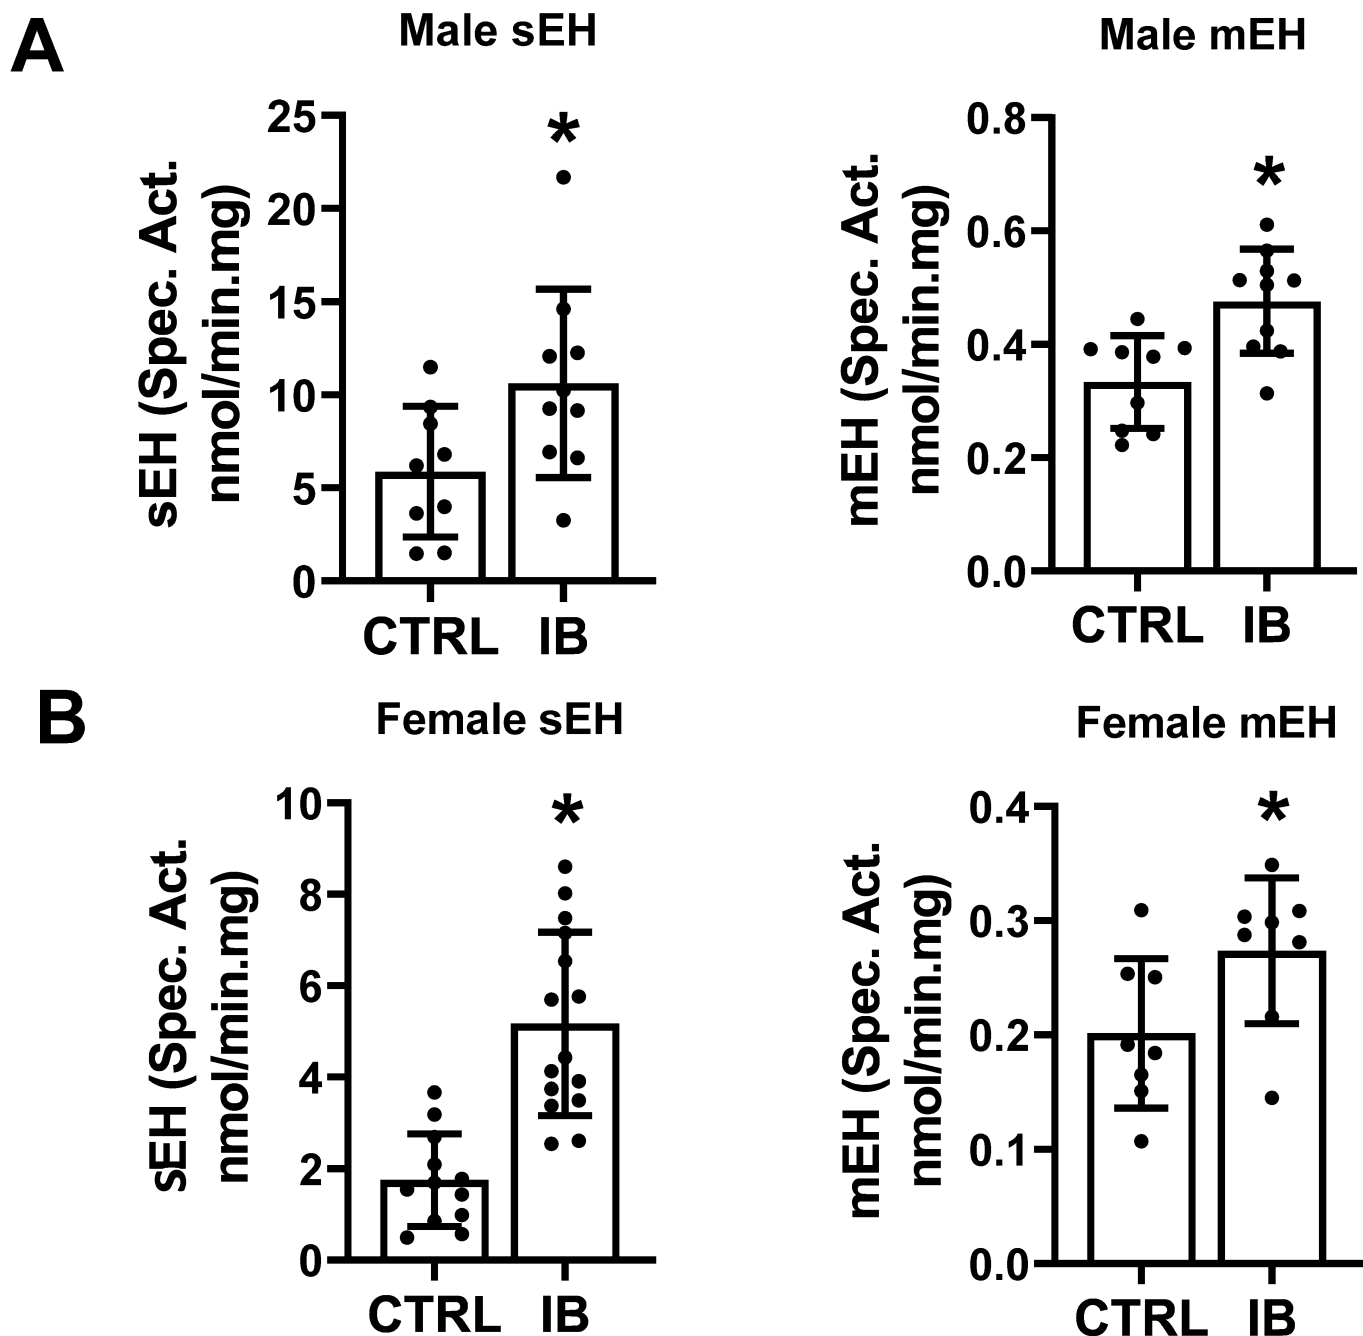 A
Male sEH
sEH (Spec. Act.
nmol/min.mg)
25
20
15
10
5
0
*
CTRL IB
Male mEH
mEH (Spec. Act.
nmol/min.mg)
0.8
0.6
0.4
0.2
0.0
*
CTRL IB
B
Female sEH
sEH (Spec. Act.
nmol/min.mg)
10
8
6
4
2
0
*
CTRL IB
Female mEH
mEH (Spec. Act.
nmol/min.mg)
0.4
0.3
0.2
0.1
0.0
*
CTRL IB